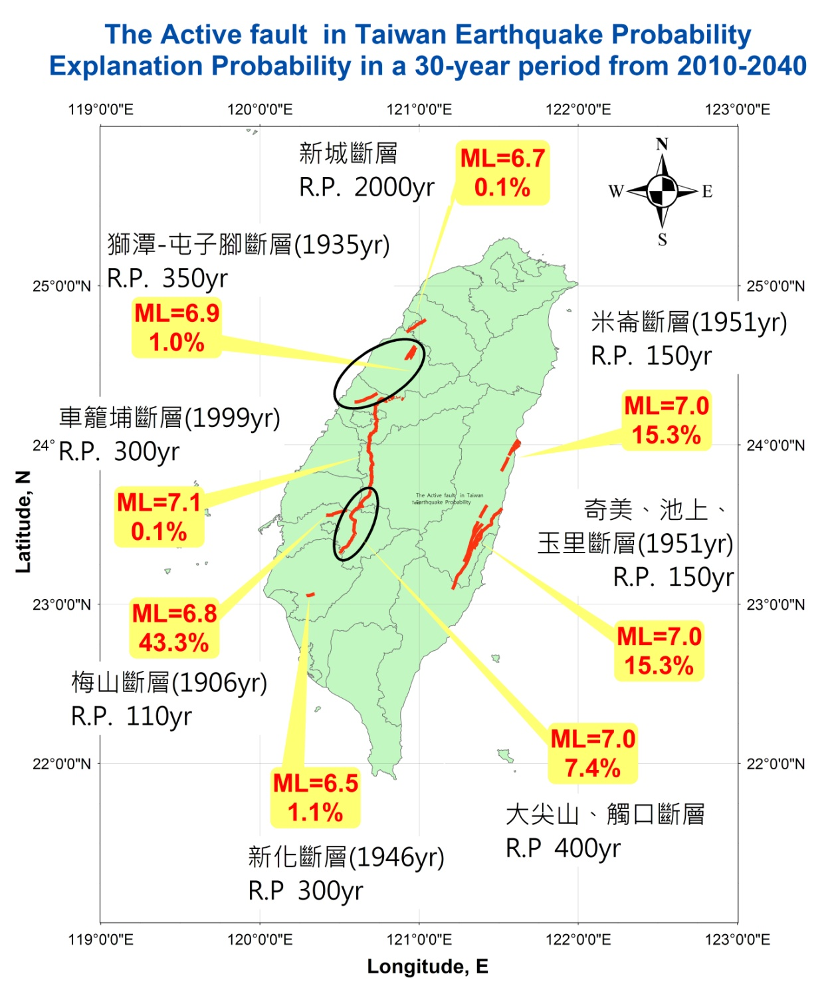 The Active fault in Taiwan Earthquake Probability
Explanation Probability in a 30-year period from 2010-2040
119°0'0"E 120°0'0"E 121°0'0"E 122°0'0"E 123°0'0"E
新城斷層
R.P. 2000yr
ML=6.7
0.1%
N
W E
S
獅潭-屯子腳斷層(1935yr)
R.P. 350yr
ML=6.9
1.0%
25°0'0"N
25°0'0"N
米崙斷層(1951yr)
R.P. 150yr
ML=7.0
15.3%
車籠埔斷層(1999yr)
R.P. 300yr
24°
24°0'0"N
ML=7.1
0.1%
The Active fault in Taiwan
Earthquake Probability
奇美、池上、
玉里斷層(1951yr)
R.P. 150yr
Latitude, N
23°0'0"N
23°0'0"N
ML=6.8
43.3%
ML=7.0
15.3%
梅山斷層(1906yr)
R.P. 110yr
ML=7.0
7.4%
22°0'0"N
22°0'0"N
ML=6.5
1.1%
大尖山、觸口斷層
R.P 400yr
新化斷層(1946yr)
R.P 300yr
119°0'0"E 120°0'0"E 121°0'0"E 122°0'0"E 123°0'0"E
Longitude, E